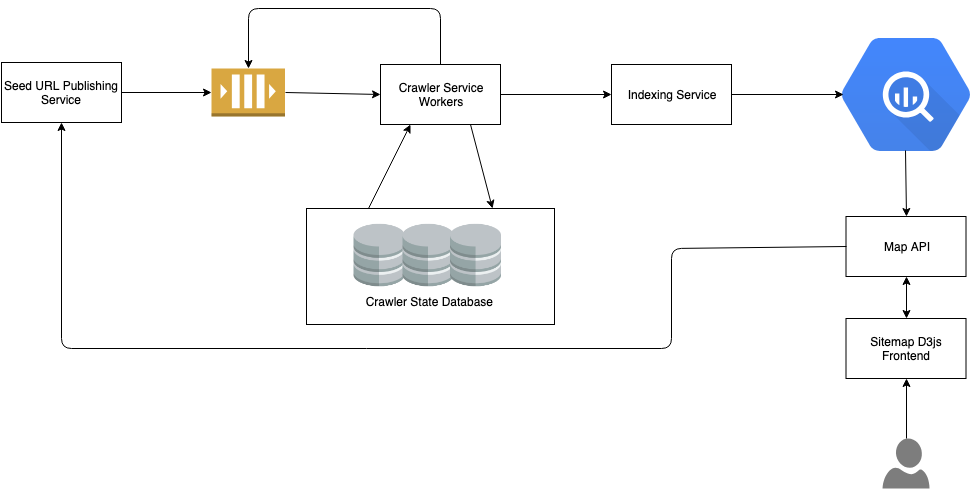 Seed URL Publishing
Service
Crawler Service
Workers
Indexing Service
Crawler State Database
Map API
Sitemap D3js
Frontend